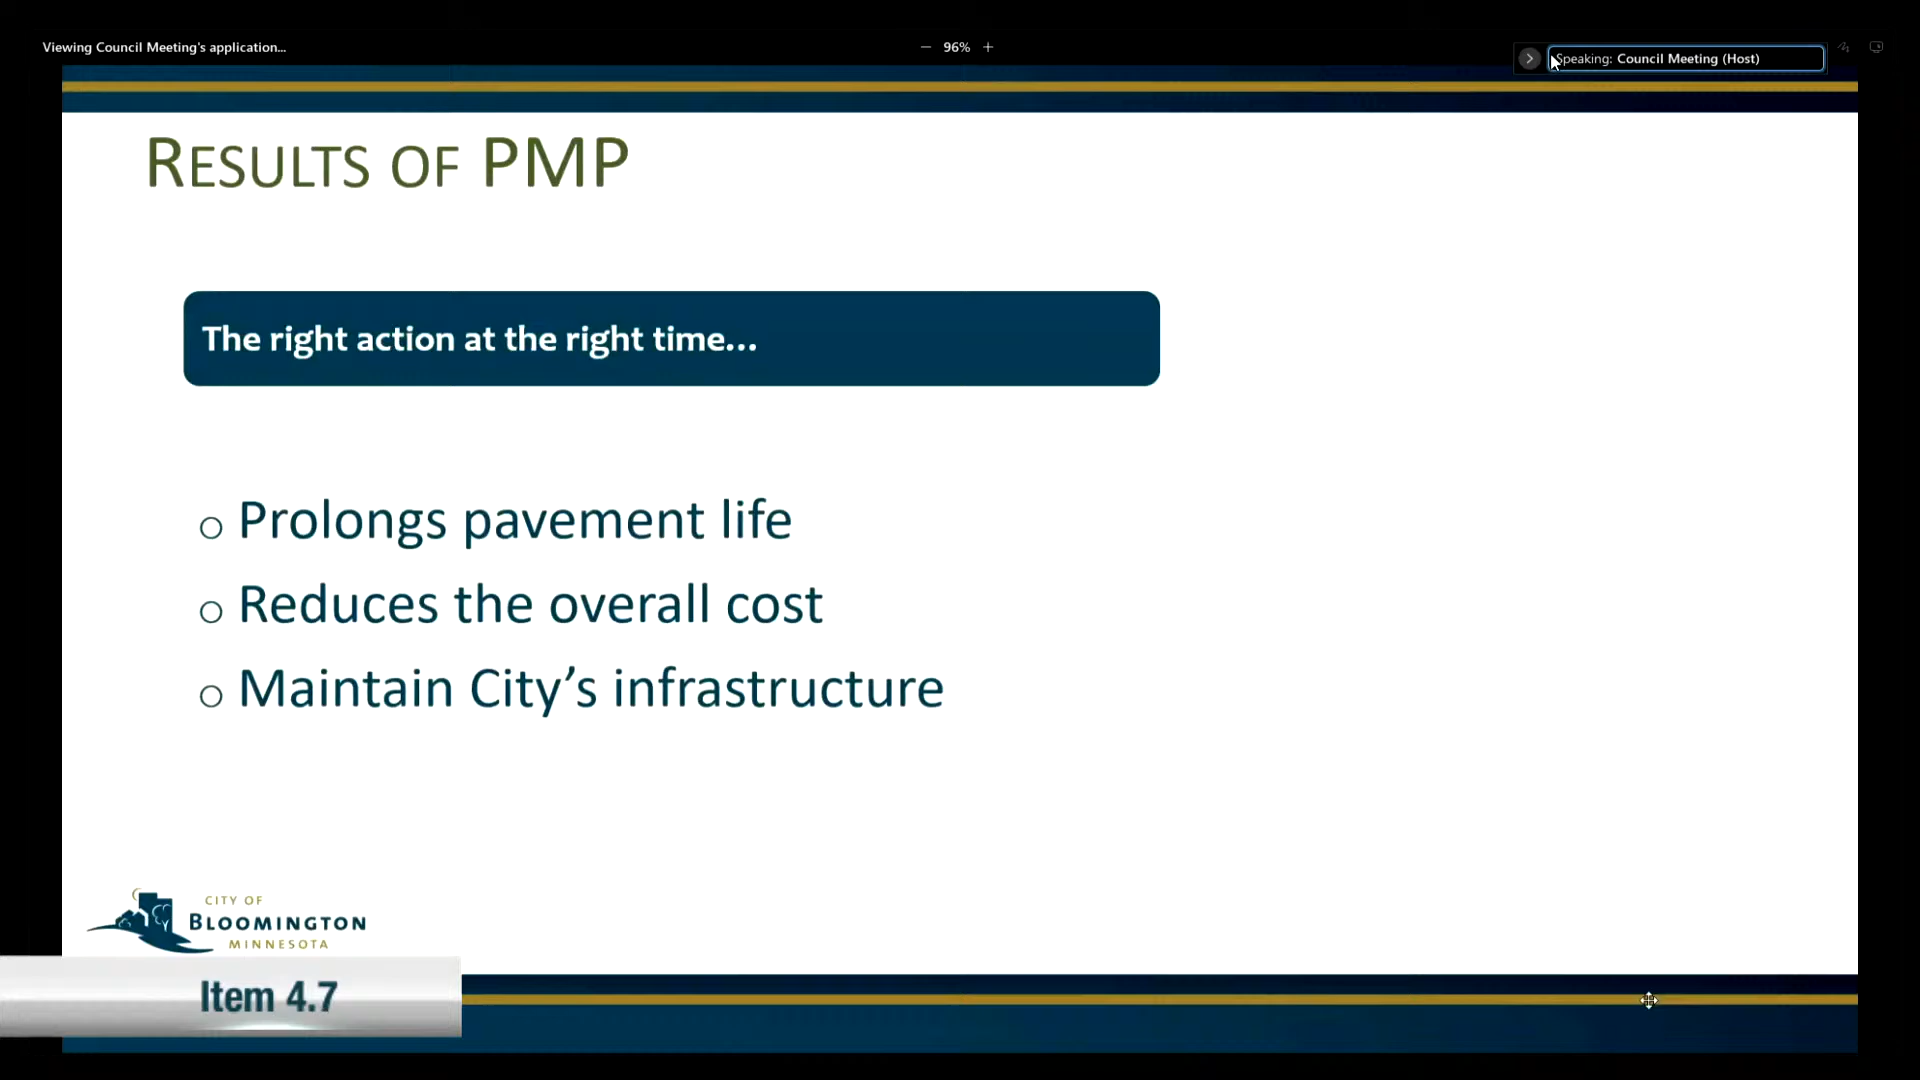 Viewing Council Meeting's application...
96%
Speaking: Council Meeting (Host)
RESULTS OF PMP
The right action at the right time...
Prolongs pavement life
Reduces the overall cost
Maintain City’s infrastructure
CITY OF
BLOOMINGTON
MINNESOTA
Item 4.7